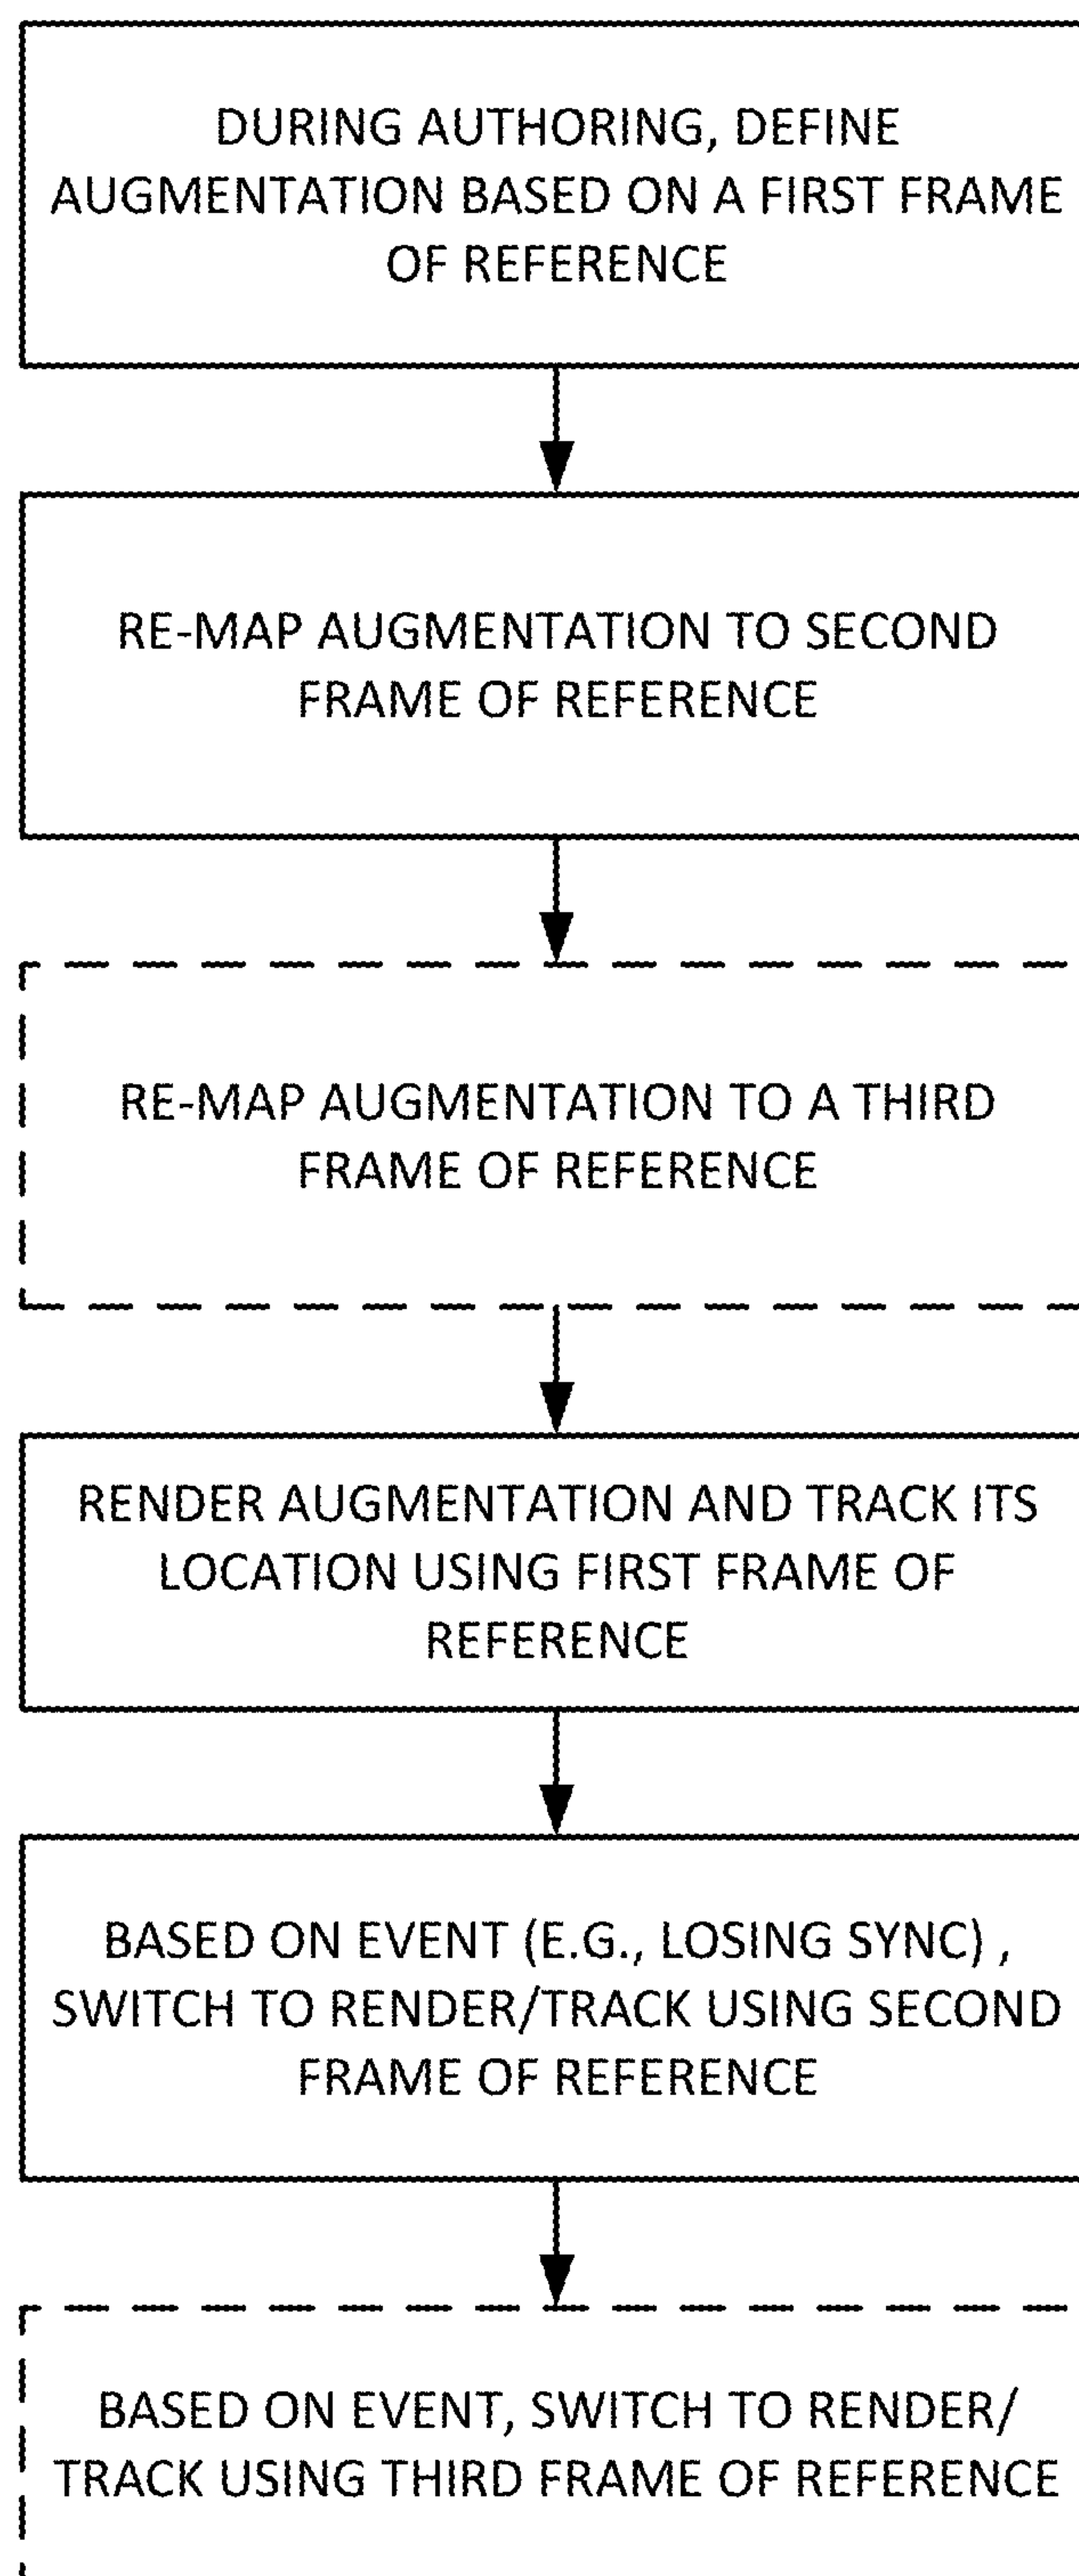 DURING AUTHORING, DEFINE
AUGMENTATION BASED ON A FIRST FRAME
OF REFERENCE
RE-MAP AUGMENTATION TO SECOND
FRAME OF REFERENCE
RE-MAP AUGMENTATION TO A THIRD
FRAME OF REFERENCE
RENDER AUGMENTATION AND TRACK ITS
LOCATION USING FIRST FRAME OF
REFERENCE
BASED ON EVENT (E.G., LOSING SYNC) ,
SWITCH TO RENDER/TRACK USING SECOND
FRAME OF REFERENCE
BASED ON EVENT, SWITCH TO RENDER/
TRACK USING THIRD FRAME OF REFERENCE